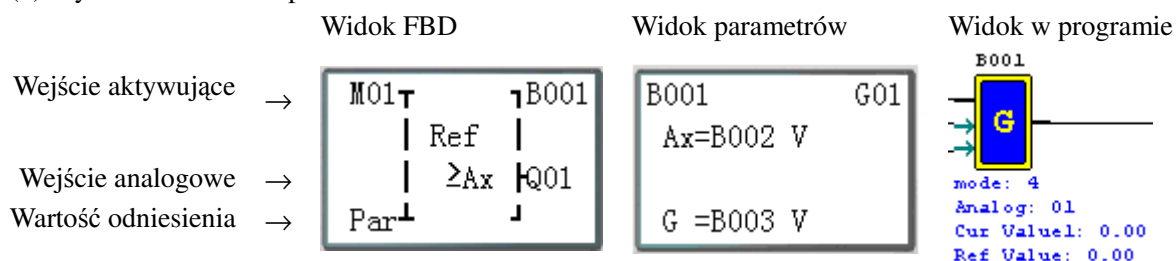 Widok FBD Widok parametrów Widok w programie
Wejście aktywujące →
Wejście analogowe →
Wartość odniesienia →
M01 B001
Ref
≥Ax Q01
Par
B001 G01
Ax=B002 V
G =B003 V
B001
G
mode: 4
Analog: 01
Cur Value1: 0.00
Ref Value: 0.00